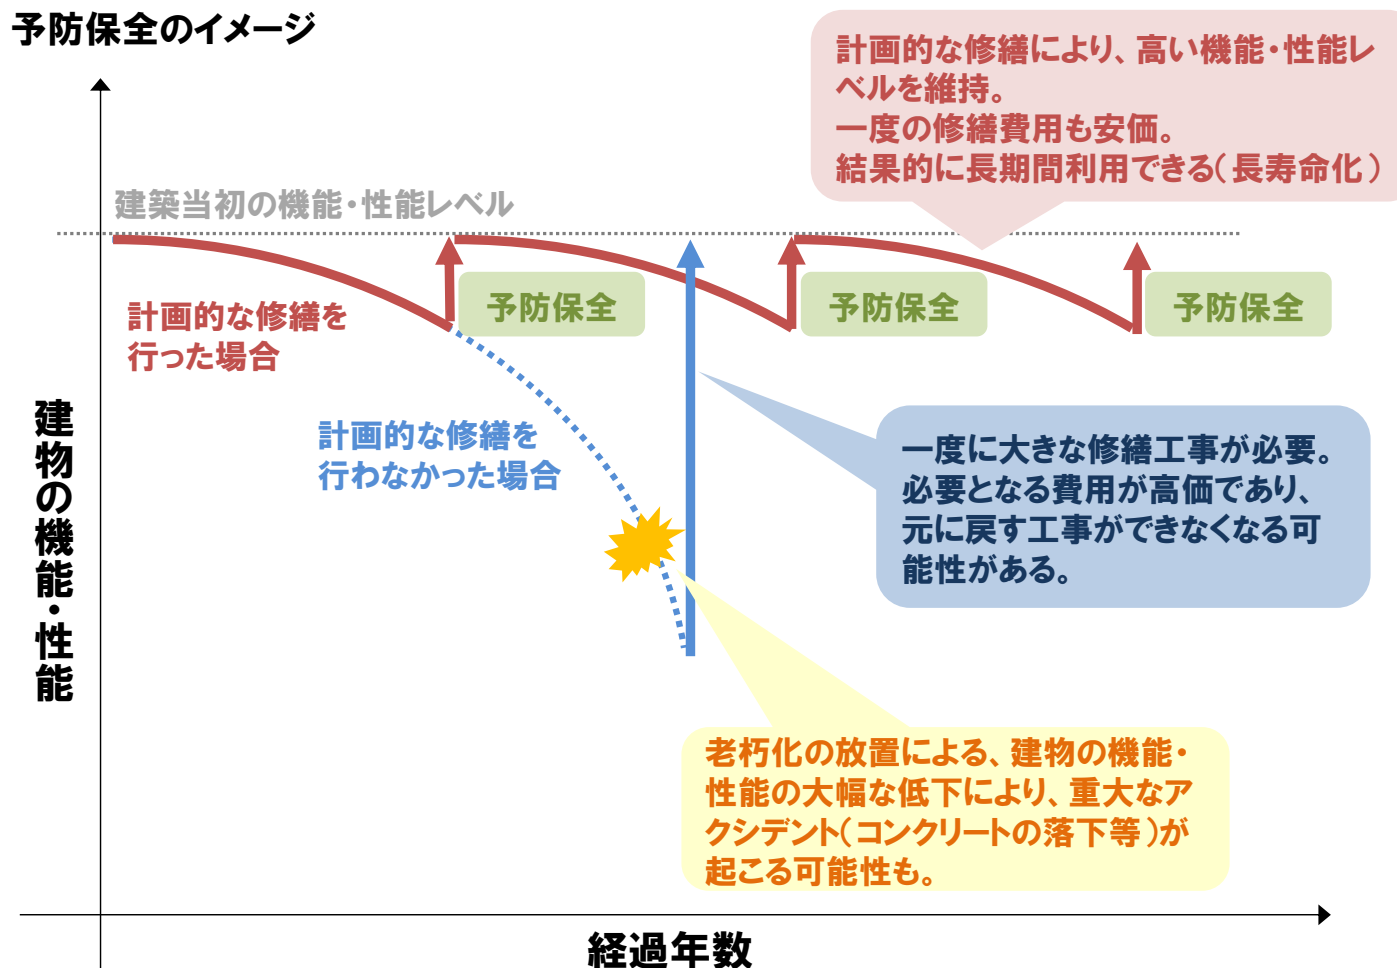 予防保全のイメージ
計画的な修繕により、高い機能・性能レ
ベルを維持。
一度の修繕費用も安価。
結果的に長期間利用できる(長寿命化)
建築当初の機能・性能レベル
予防保全
予防保全
予防保全
計画的な修繕を
行った場合
計画的な修繕を
行わなかった場合
建物の機能・性能
一度に大きな修繕工事が必要。
必要となる費用が高価であり、
元に戻す工事ができなくなる可
能性がある。
老朽化の放置による、建物の機能・
性能の大幅な低下により、重大なア
クシデント(コンクリートの落下等)が
起こる可能性も。
経過年数